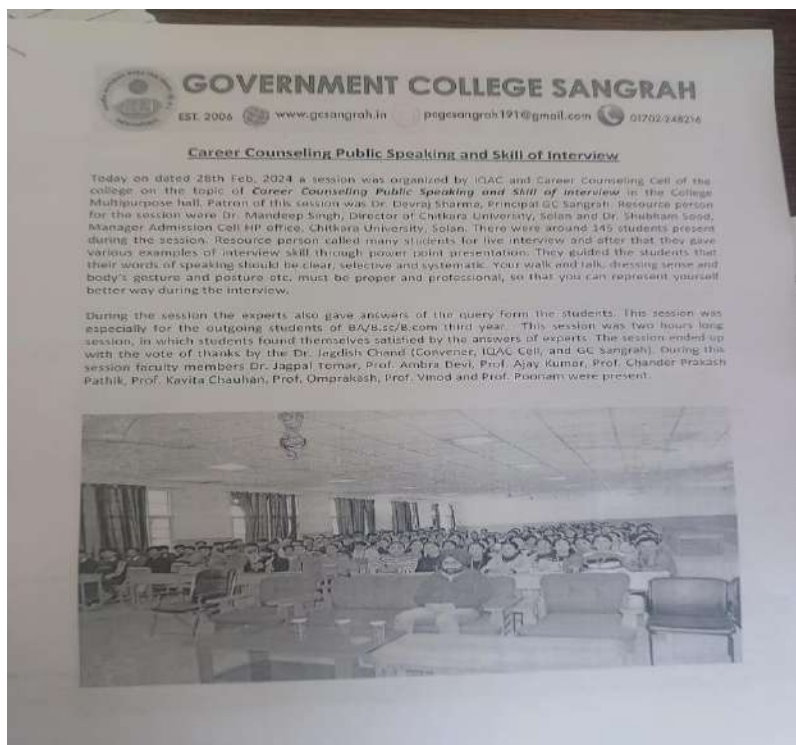 GOVERNMENT COLLEGE SANGRAH
EST. 2006 www.gcsangrah.in pcgcsangrah191@gmail.com 01702-248216
Career Counseling Public Speaking and Skill of Interview
Today on dated 28th Feb, 2024 a session was organized by IQAC and Career Counseling Cell of the
college on the topic of Career Counseling Public Speaking and Skill of interview in the College
Multipurpose hall. Patron of this session was Dr. Devraj Sharma, Principal GC Sangrah. Resource person
for the session were Dr. Mandeep Singh, Director of Chitkara University, Solan and Dr. Shubham Sood,
Manager Admission Cell HP office, Chitkara University, Solan. There were around 145 students present
during the session. Resource person called many students for live interview and after that they gave
various examples of interview skill through power point presentation. They guided the students that
their words of speaking should be clear, selective and systematic. Your walk and talk, dressing sense and
body's gesture and posture etc. must be proper and professional, so that you can represent yourself
better way during the interview.
During the session the experts also gave answers of the query form the students. This session was
especially for the outgoing students of BA/B.sc/B.com third year. This session was two hours long
session, in which students found themselves satisfied by the answers of experts. The session ended up
with the vote of thanks by the Dr. Jagdish Chand (Convener, IQAC Cell, and GC Sangrah). During this
session faculty members Dr. Jagpal Tomar, Prof. Ambra Devi, Prof. Ajay Kumar, Prof. Chander Prakash
Pathik, Prof. Kavita Chauhan, Prof. Omprakash, Prof. Vinod and Prof. Poonam were present.